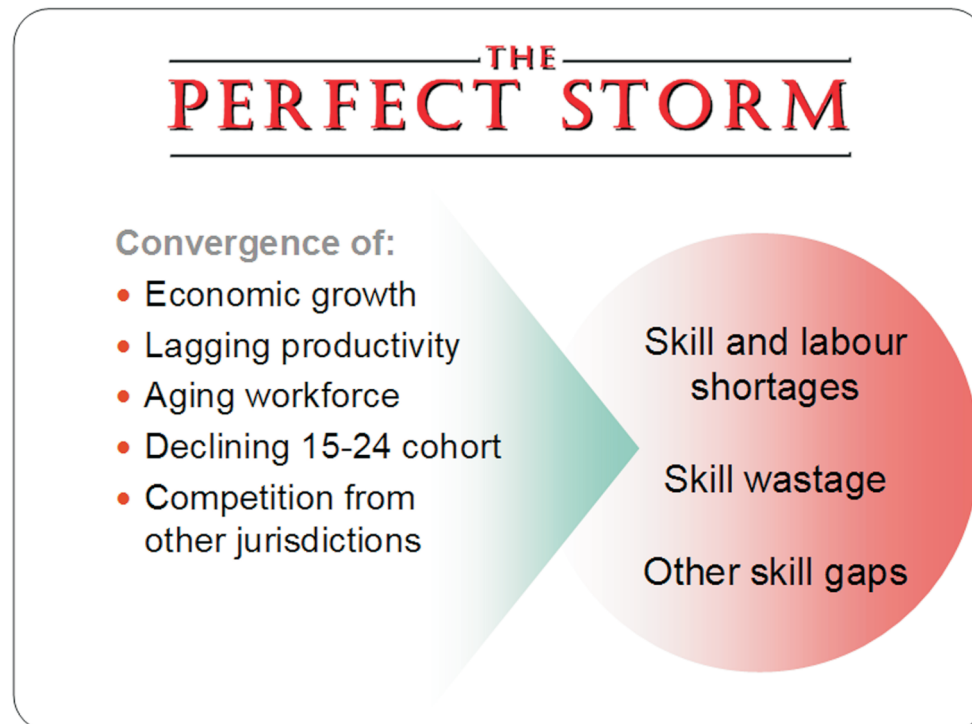 THE
PERFECT STORM
Convergence of:
• Economic growth
• Lagging productivity
• Aging workforce
• Declining 15-24 cohort
• Competition from
other jurisdictions
Skill and labour
shortages
Skill wastage
Other skill gaps